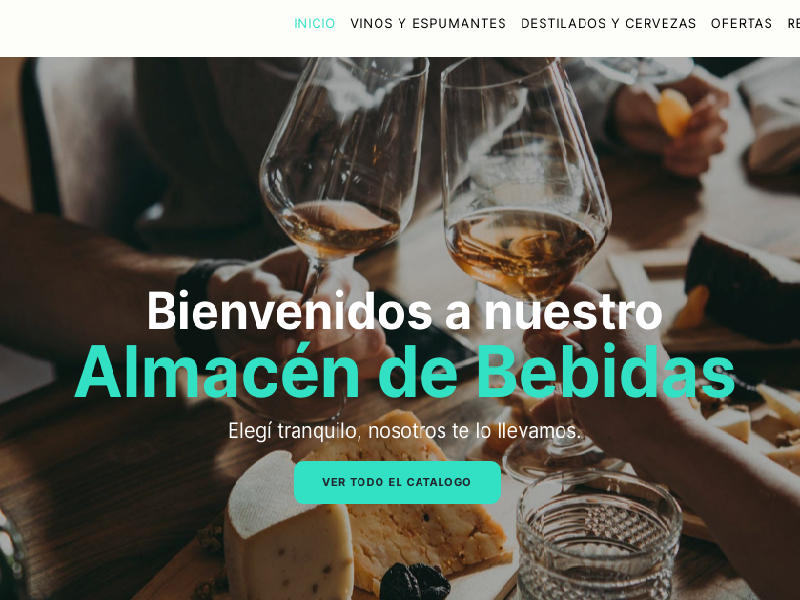 INICIO VINOS Y ESPUMANTES DESTILADOS Y CERVEZAS OFERTAS RE
Bienvenidos a nuestro
Almacén de Bebidas
Elegí tranquilo, nosotros te lo llevamos.
VER TODO EL CATALOGO